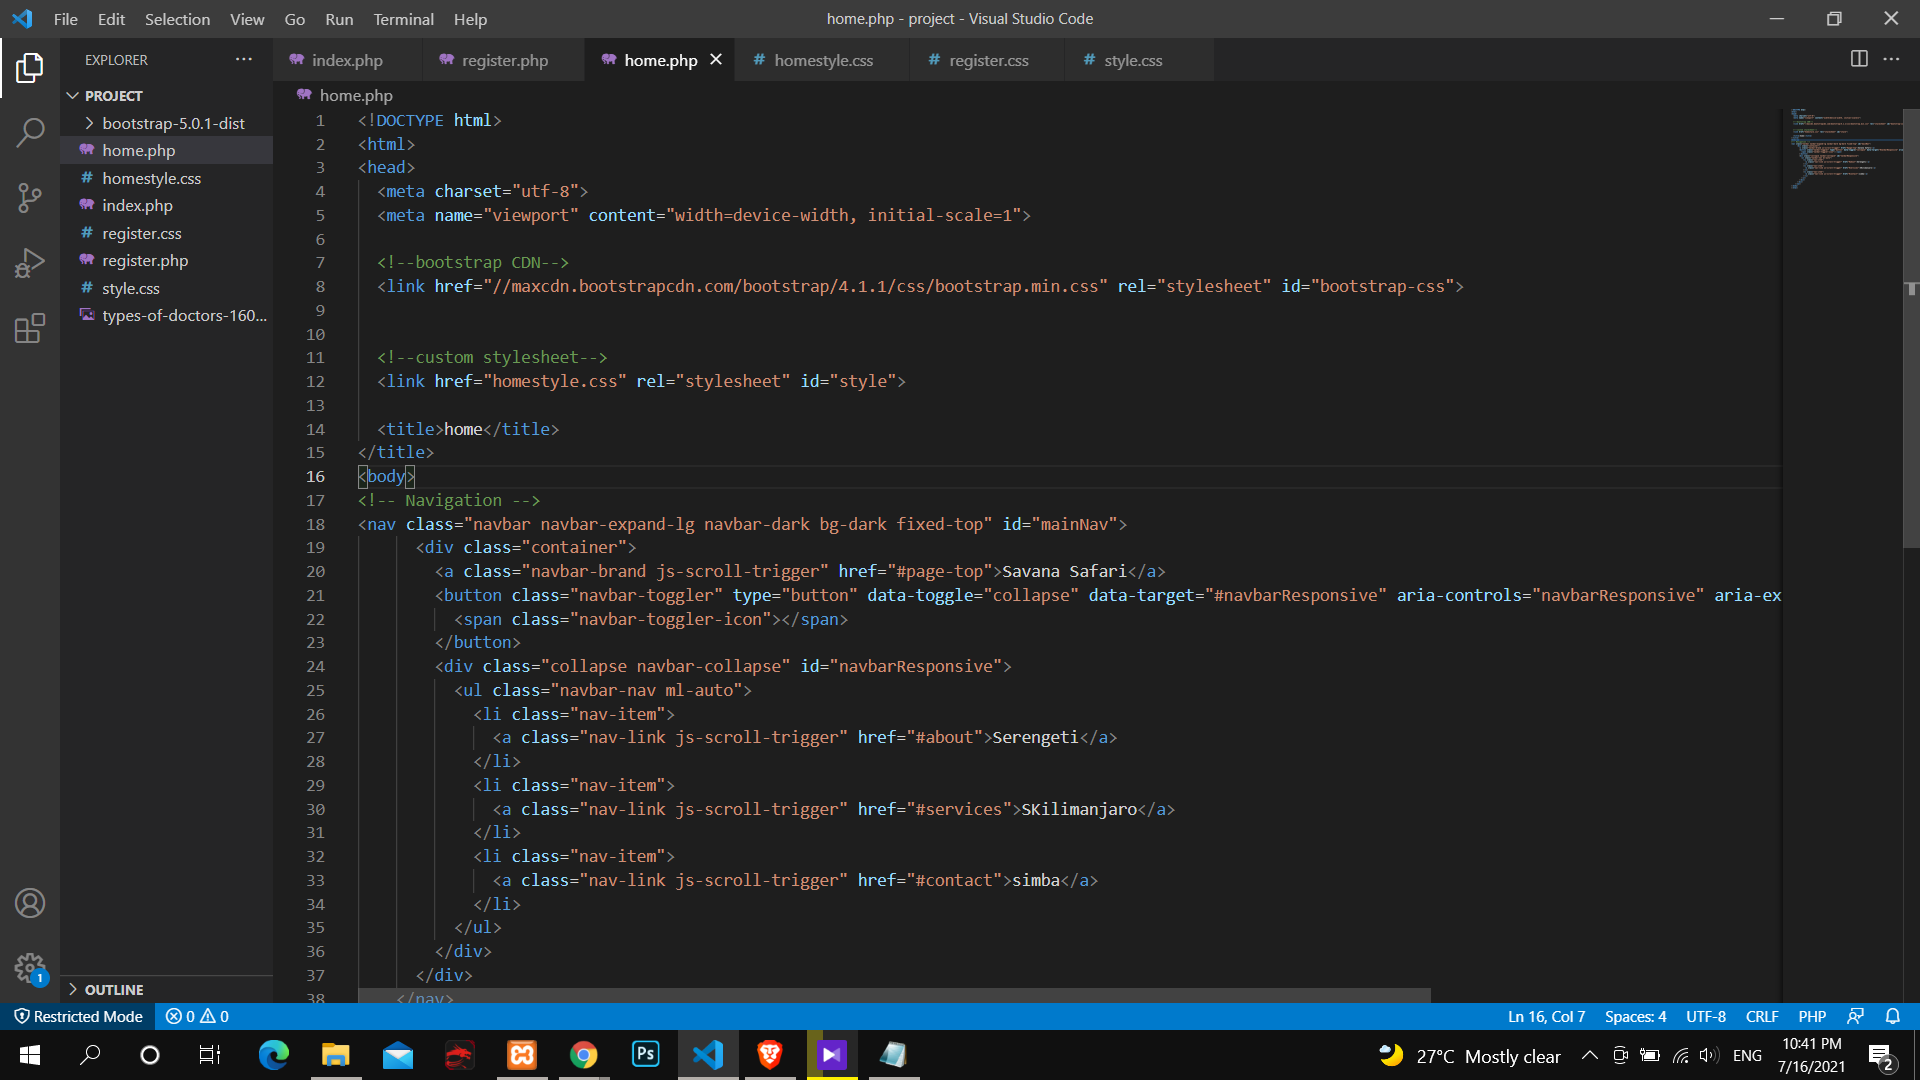 File Edit Selection View Go Run Terminal Help
home.php - project - Visual Studio Code
EXPLORER
PROJECT
bootstrap-5.0.1-dist
home.php
homestyle.css
index.php
register.css
register.php
style.css
types-of-doctors-160...
OUTLINE
index.php register.php home.php homestyle.css register.css style.css
home.php
1 <!DOCTYPE html>
2 <html>
3 <head>
4 <meta charset="utf-8">
5 <meta name="viewport" content="width=device-width, initial-scale=1">
6
7 <!--bootstrap CDN-->
8 <link href="//maxcdn.bootstrapcdn.com/bootstrap/4.1.1/css/bootstrap.min.css" rel="stylesheet" id="bootstrap-css">
9
10
11 <!--custom stylesheet-->
12 <link href="homestyle.css" rel="stylesheet" id="style">
13
14 <title>home</title>
15 </title>
16 <body>
17 <!-- Navigation -->
18 <nav class="navbar navbar-expand-lg navbar-dark bg-dark fixed-top" id="mainNav">
19 <div class="container">
20 <a class="navbar-brand js-scroll-trigger" href="#page-top">Savana Safari</a>
21 <button class="navbar-toggler" type="button" data-toggle="collapse" data-target="#navbarResponsive" aria-controls="navbarResponsive" aria-ex
22 <span class="navbar-toggler-icon"></span>
23 </button>
24 <div class="collapse navbar-collapse" id="navbarResponsive">
25 <ul class="navbar-nav ml-auto">
26 <li class="nav-item">
27 <a class="nav-link js-scroll-trigger" href="#about">Serengeti</a>
28 </li>
29 <li class="nav-item">
30 <a class="nav-link js-scroll-trigger" href="#services">SKilimanjaro</a>
31 </li>
32 <li class="nav-item">
33 <a class="nav-link js-scroll-trigger" href="#contact">simba</a>
34 </li>
35 </ul>
36 </div>
37 </div>
38 </nav>
1
Restricted Mode 0 0 Ln 16, Col 7 Spaces: 4 UTF-8 CRLF PHP
Ps 27°C Mostly clear ENG
10:41 PM
7/16/2021
2